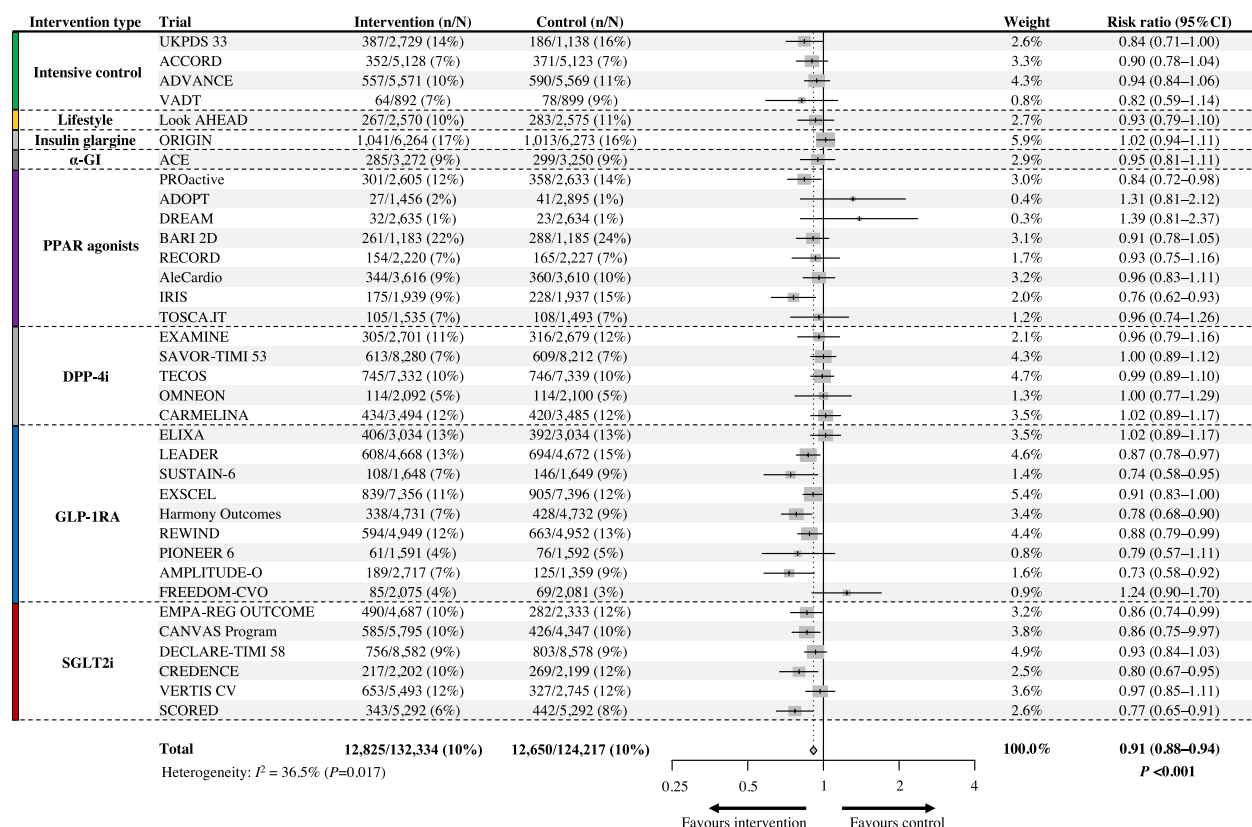 Intervention type Trial Intervention (n/N) Control (n/N) Weight Risk ratio (95%CI)
UKPDS 33 387/2,729 (14%) 186/1,138 (16%) 2.6% 0.84 (0.71–1.00)
Intensive control ACCORD 352/5,128 (7%) 371/5,123 (7%) 3.3% 0.90 (0.78–1.04)
ADVANCE 557/5,571 (10%) 590/5,569 (11%) 4.3% 0.94 (0.84–1.06)
VADT 64/892 (7%) 78/899 (9%) 0.8% 0.82 (0.59–1.14)
Lifestyle Look AHEAD 267/2,570 (10%) 283/2,575 (11%) 2.7% 0.93 (0.79–1.10)
Insulin glargine ORIGIN 1,041/6,264 (17%) 1,013/6,273 (16%) 5.9% 1.02 (0.94–1.11)
α-GI ACE 285/3,272 (9%) 299/3,250 (9%) 2.9% 0.95 (0.81–1.11)
PROactive 301/2,605 (12%) 358/2,633 (14%) 3.0% 0.84 (0.72–0.98)
ADOPT 27/1,456 (2%) 41/2,895 (1%) 0.4% 1.31 (0.81–2.12)
DREAM 32/2,635 (1%) 23/2,634 (1%) 0.3% 1.39 (0.81–2.37)
PPAR agonists BARI 2D 261/1,183 (22%) 288/1,185 (24%) 3.1% 0.91 (0.78–1.05)
RECORD 154/2,220 (7%) 165/2,227 (7%) 1.7% 0.93 (0.75–1.16)
AleCardio 344/3,616 (9%) 360/3,610 (10%) 3.2% 0.96 (0.83–1.11)
IRIS 175/1,939 (9%) 228/1,937 (15%) 2.0% 0.76 (0.62–0.93)
TOSCA.IT 105/1,535 (7%) 108/1,493 (7%) 1.2% 0.96 (0.74–1.26)
EXAMINE 305/2,701 (11%) 316/2,679 (12%) 2.1% 0.96 (0.79–1.16)
SAVOR-TIMI 53 613/8,280 (7%) 609/8,212 (7%) 4.3% 1.00 (0.89–1.12)
DPP-4i TECOS 745/7,332 (10%) 746/7,339 (10%) 4.7% 0.99 (0.89–1.10)
OMNEON 114/2,092 (5%) 114/2,100 (5%) 1.3% 1.00 (0.77–1.29)
CARMELINA 434/3,494 (12%) 420/3,485 (12%) 3.5% 1.02 (0.89–1.17)
ELIXA 406/3,034 (13%) 392/3,034 (13%) 3.5% 1.02 (0.89–1.17)
LEADER 608/4,668 (13%) 694/4,672 (15%) 4.6% 0.87 (0.78–0.97)
SUSTAIN-6 108/1,648 (7%) 146/1,649 (9%) 1.4% 0.74 (0.58–0.95)
EXSCEL 839/7,356 (11%) 905/7,396 (12%) 5.4% 0.91 (0.83–1.00)
GLP-1RA Harmony Outcomes 338/4,731 (7%) 428/4,732 (9%) 3.4% 0.78 (0.68–0.90)
REWIND 594/4,949 (12%) 663/4,952 (13%) 4.4% 0.88 (0.79–0.99)
PIONEER 6 61/1,591 (4%) 76/1,592 (5%) 0.8% 0.79 (0.57–1.11)
AMPLITUDE-O 189/2,717 (7%) 125/1,359 (9%) 1.6% 0.73 (0.58–0.92)
FREEDOM-CVO 85/2,075 (4%) 69/2,081 (3%) 0.9% 1.24 (0.90–1.70)
EMPA-REG OUTCOME 490/4,687 (10%) 282/2,333 (12%) 3.2% 0.86 (0.74–0.99)
CANVAS Program 585/5,795 (10%) 426/4,347 (10%) 3.8% 0.86 (0.75–9.97)
DECLARE-TIMI 58 756/8,582 (9%) 803/8,578 (9%) 4.9% 0.93 (0.84–1.03)
SGLT2i CREDENCE 217/2,202 (10%) 269/2,199 (12%) 2.5% 0.80 (0.67–0.95)
VERTIS CV 653/5,493 (12%) 327/2,745 (12%) 3.6% 0.97 (0.85–1.11)
SCORED 343/5,292 (6%) 442/5,292 (8%) 2.6% 0.77 (0.65–0.91)
Total 12,825/132,334 (10%) 12,650/124,217 (10%) 100.0% 0.91 (0.88–0.94)
Heterogeneity: I² = 36.5% (P=0.017) P <0.001
0.25 0.5 1 2 4
Favours intervention Favours control